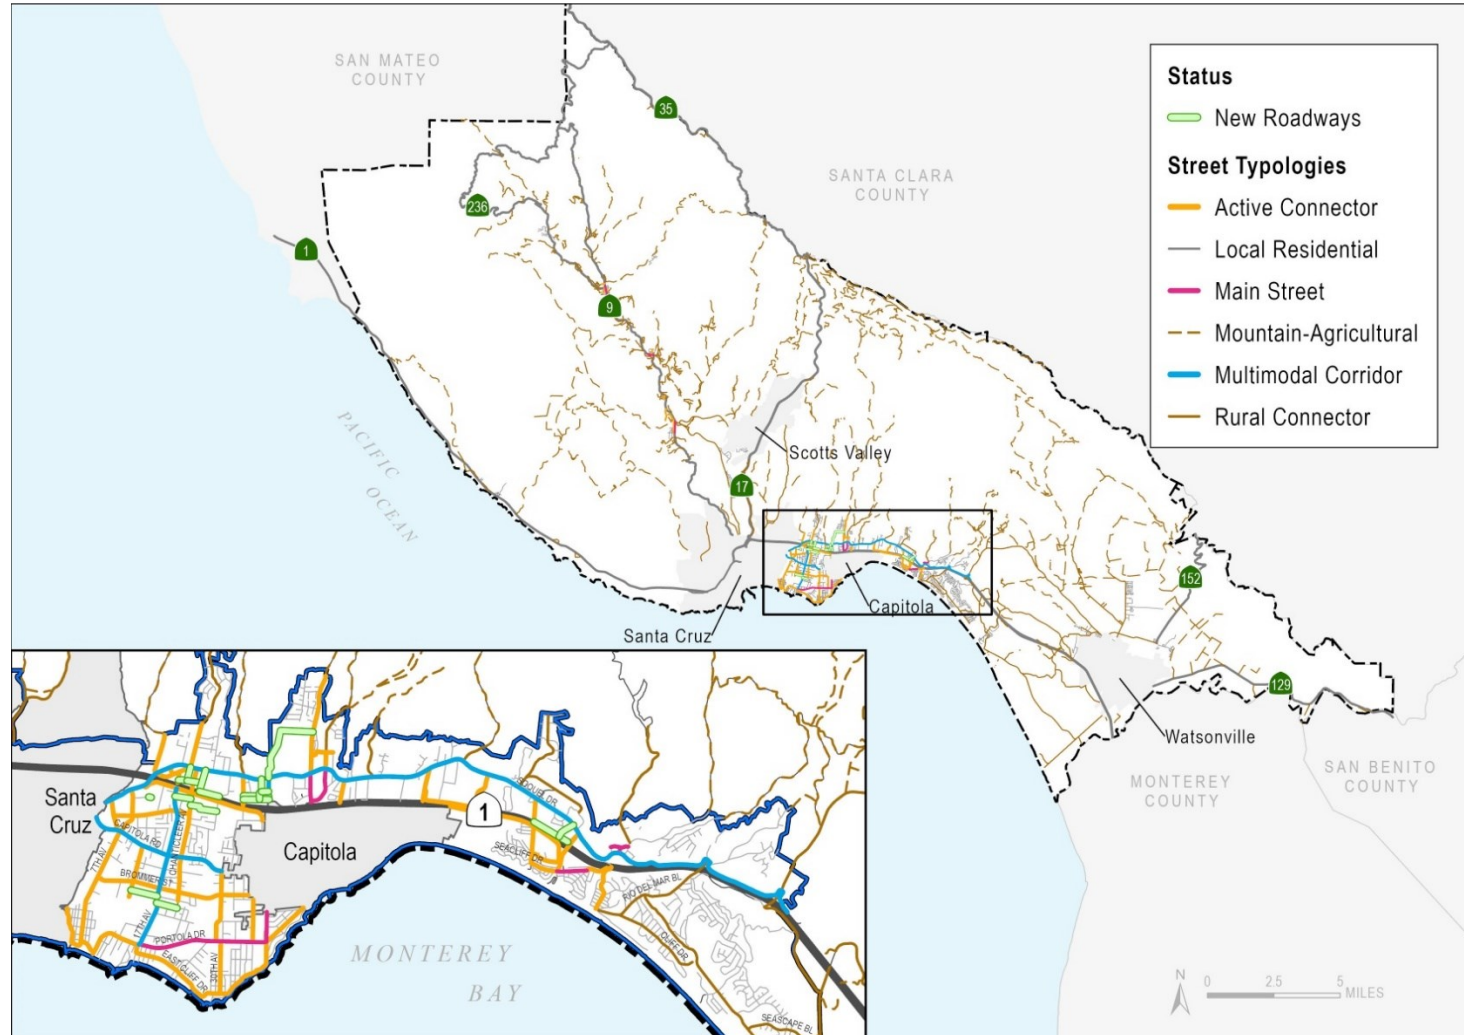 SAN MATEO
COUNTY
35
SANTA CLARA
COUNTY
236
1
9
PACIFIC
OCEAN
Scotts Valley
17
Capitola
Santa Cruz
152
129
Watsonville
MONTEREY
COUNTY
SAN BENITO
COUNTY
Status
New Roadways
Street Typologies
Active Connector
Local Residential
Main Street
Mountain-Agricultural
Multimodal Corridor
Rural Connector
N
0 2.5 5
MILES
Santa
Cruz
Capitola
1
CAPITOLA RD
7TH AV
CHANTICLEER AV
BROMMER ST
17TH AV
PORTOLA DR
30TH AV
EAST CLIFF DR
SEACLIFF DR
RIO DEL MAR BL
SEASCAPE BL
MONTEREY
BAY